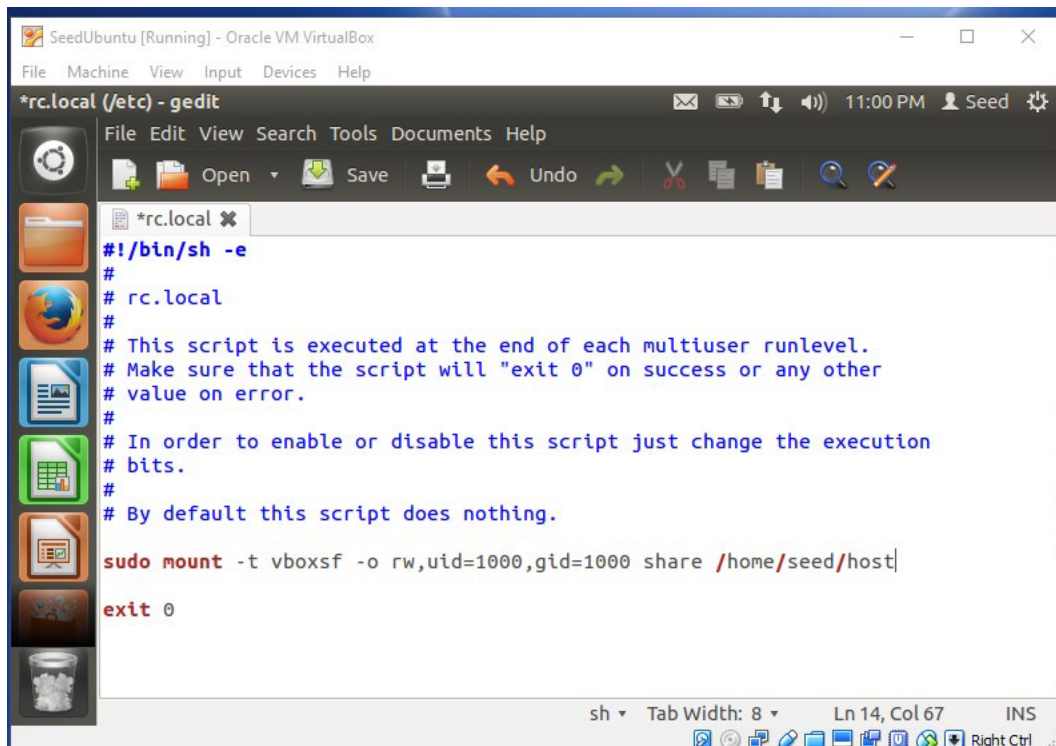 SeedUbuntu [Running] - Oracle VM VirtualBox
File Machine View Input Devices Help
*rc.local (/etc) - gedit 11:00 PM Seed
File Edit View Search Tools Documents Help
Open Save Undo
*rc.local
#!/bin/sh -e
#
# rc.local
#
# This script is executed at the end of each multiuser runlevel.
# Make sure that the script will "exit 0" on success or any other
# value on error.
#
# In order to enable or disable this script just change the execution
# bits.
#
# By default this script does nothing.
sudo mount -t vboxsf -o rw,uid=1000,gid=1000 share /home/seed/host
exit 0
sh Tab Width: 8 Ln 14, Col 67 INS
Right Ctrl